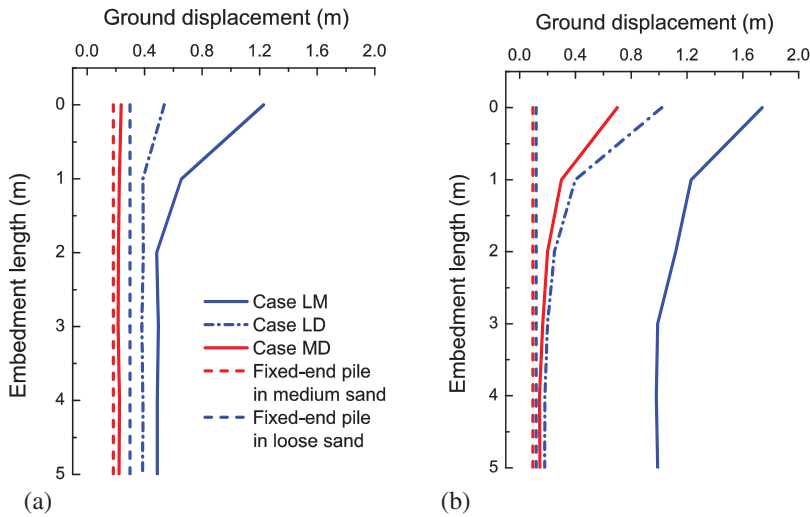 Ground displacement (m)
0.0 0.4 0.8 1.2 1.6 2.0
Embedment length (m)
0
1
2
3
4
5
Case LM
Case LD
Case MD
Fixed-end pile
in medium sand
Fixed-end pile
in loose sand
(a)
Ground displacement (m)
0.0 0.4 0.8 1.2 1.6 2.0
Embedment length (m)
0
1
2
3
4
5
(b)